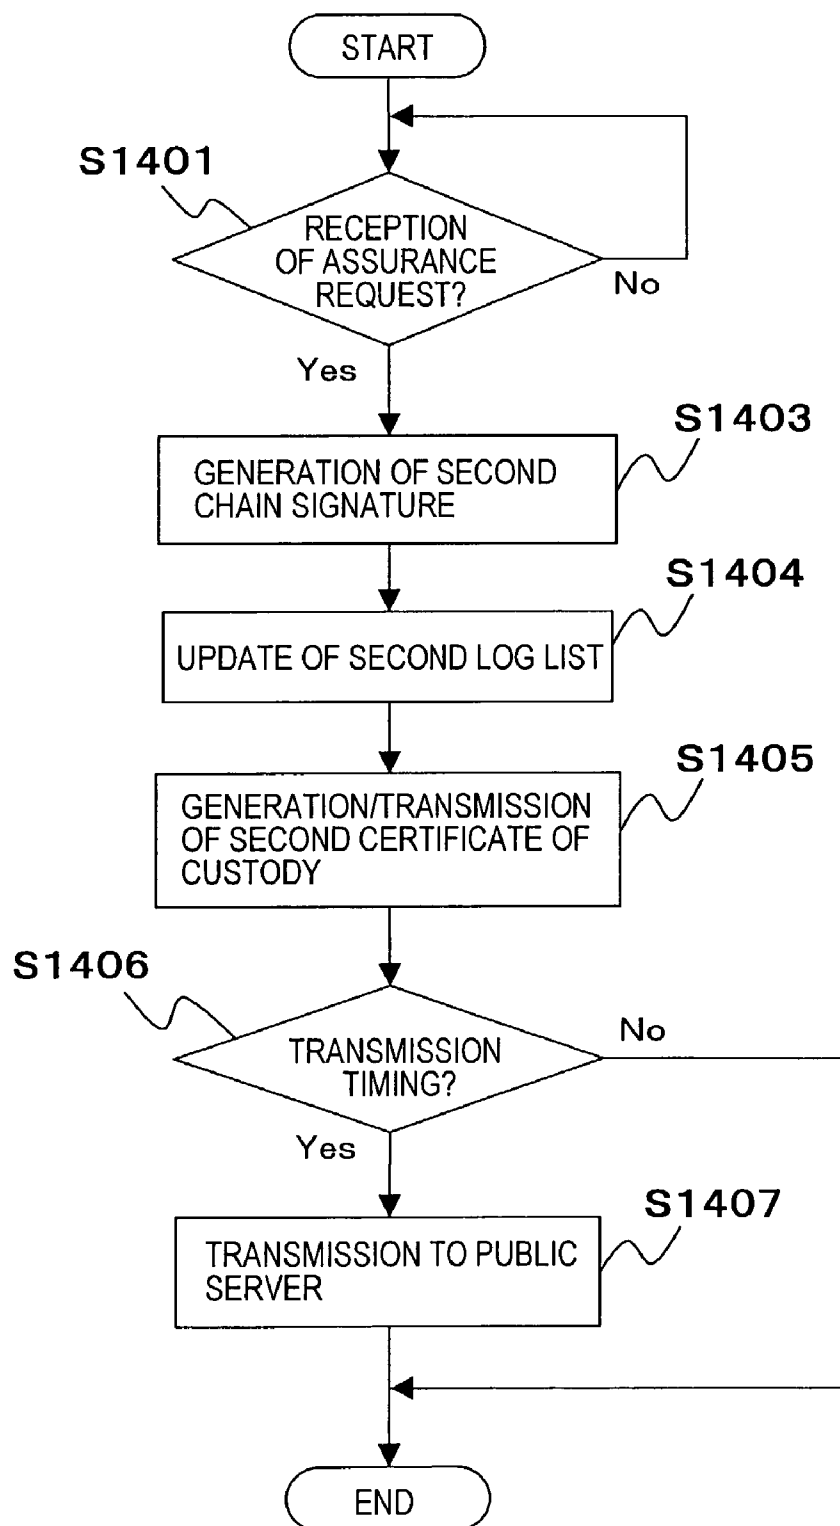 START
S1401
RECEPTION
OF ASSURANCE
REQUEST?
No
Yes
S1403
GENERATION OF SECOND
CHAIN SIGNATURE
S1404
UPDATE OF SECOND LOG LIST
S1405
GENERATION/TRANSMISSION
OF SECOND CERTIFICATE OF
CUSTODY
S1406
No
TRANSMISSION
TIMING?
Yes
S1407
TRANSMISSION TO PUBLIC
SERVER
END